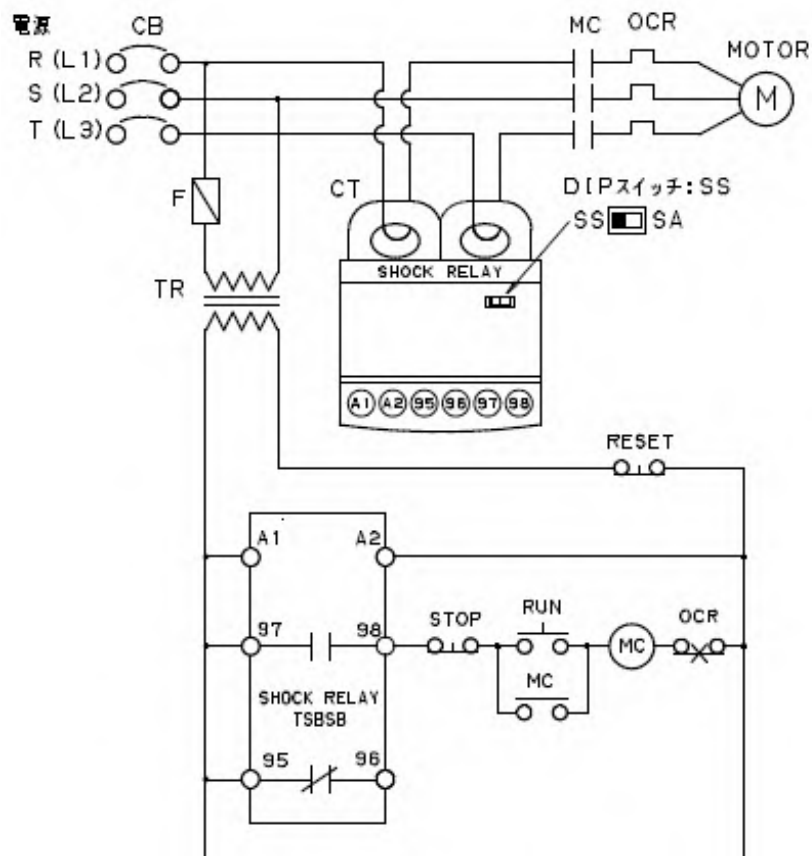 電源 CB MC OCR
R (L1) MOTOR
S (L2) M
T (L3)
CT DIPスイッチ:SS
F SS SA
SHOCK RELAY
TR
A1 A2 95 96 97 98
RESET
A1 A2
STOP RUN OCR
97 98 MC
MC
SHOCK RELAY
TSBSB
95 96